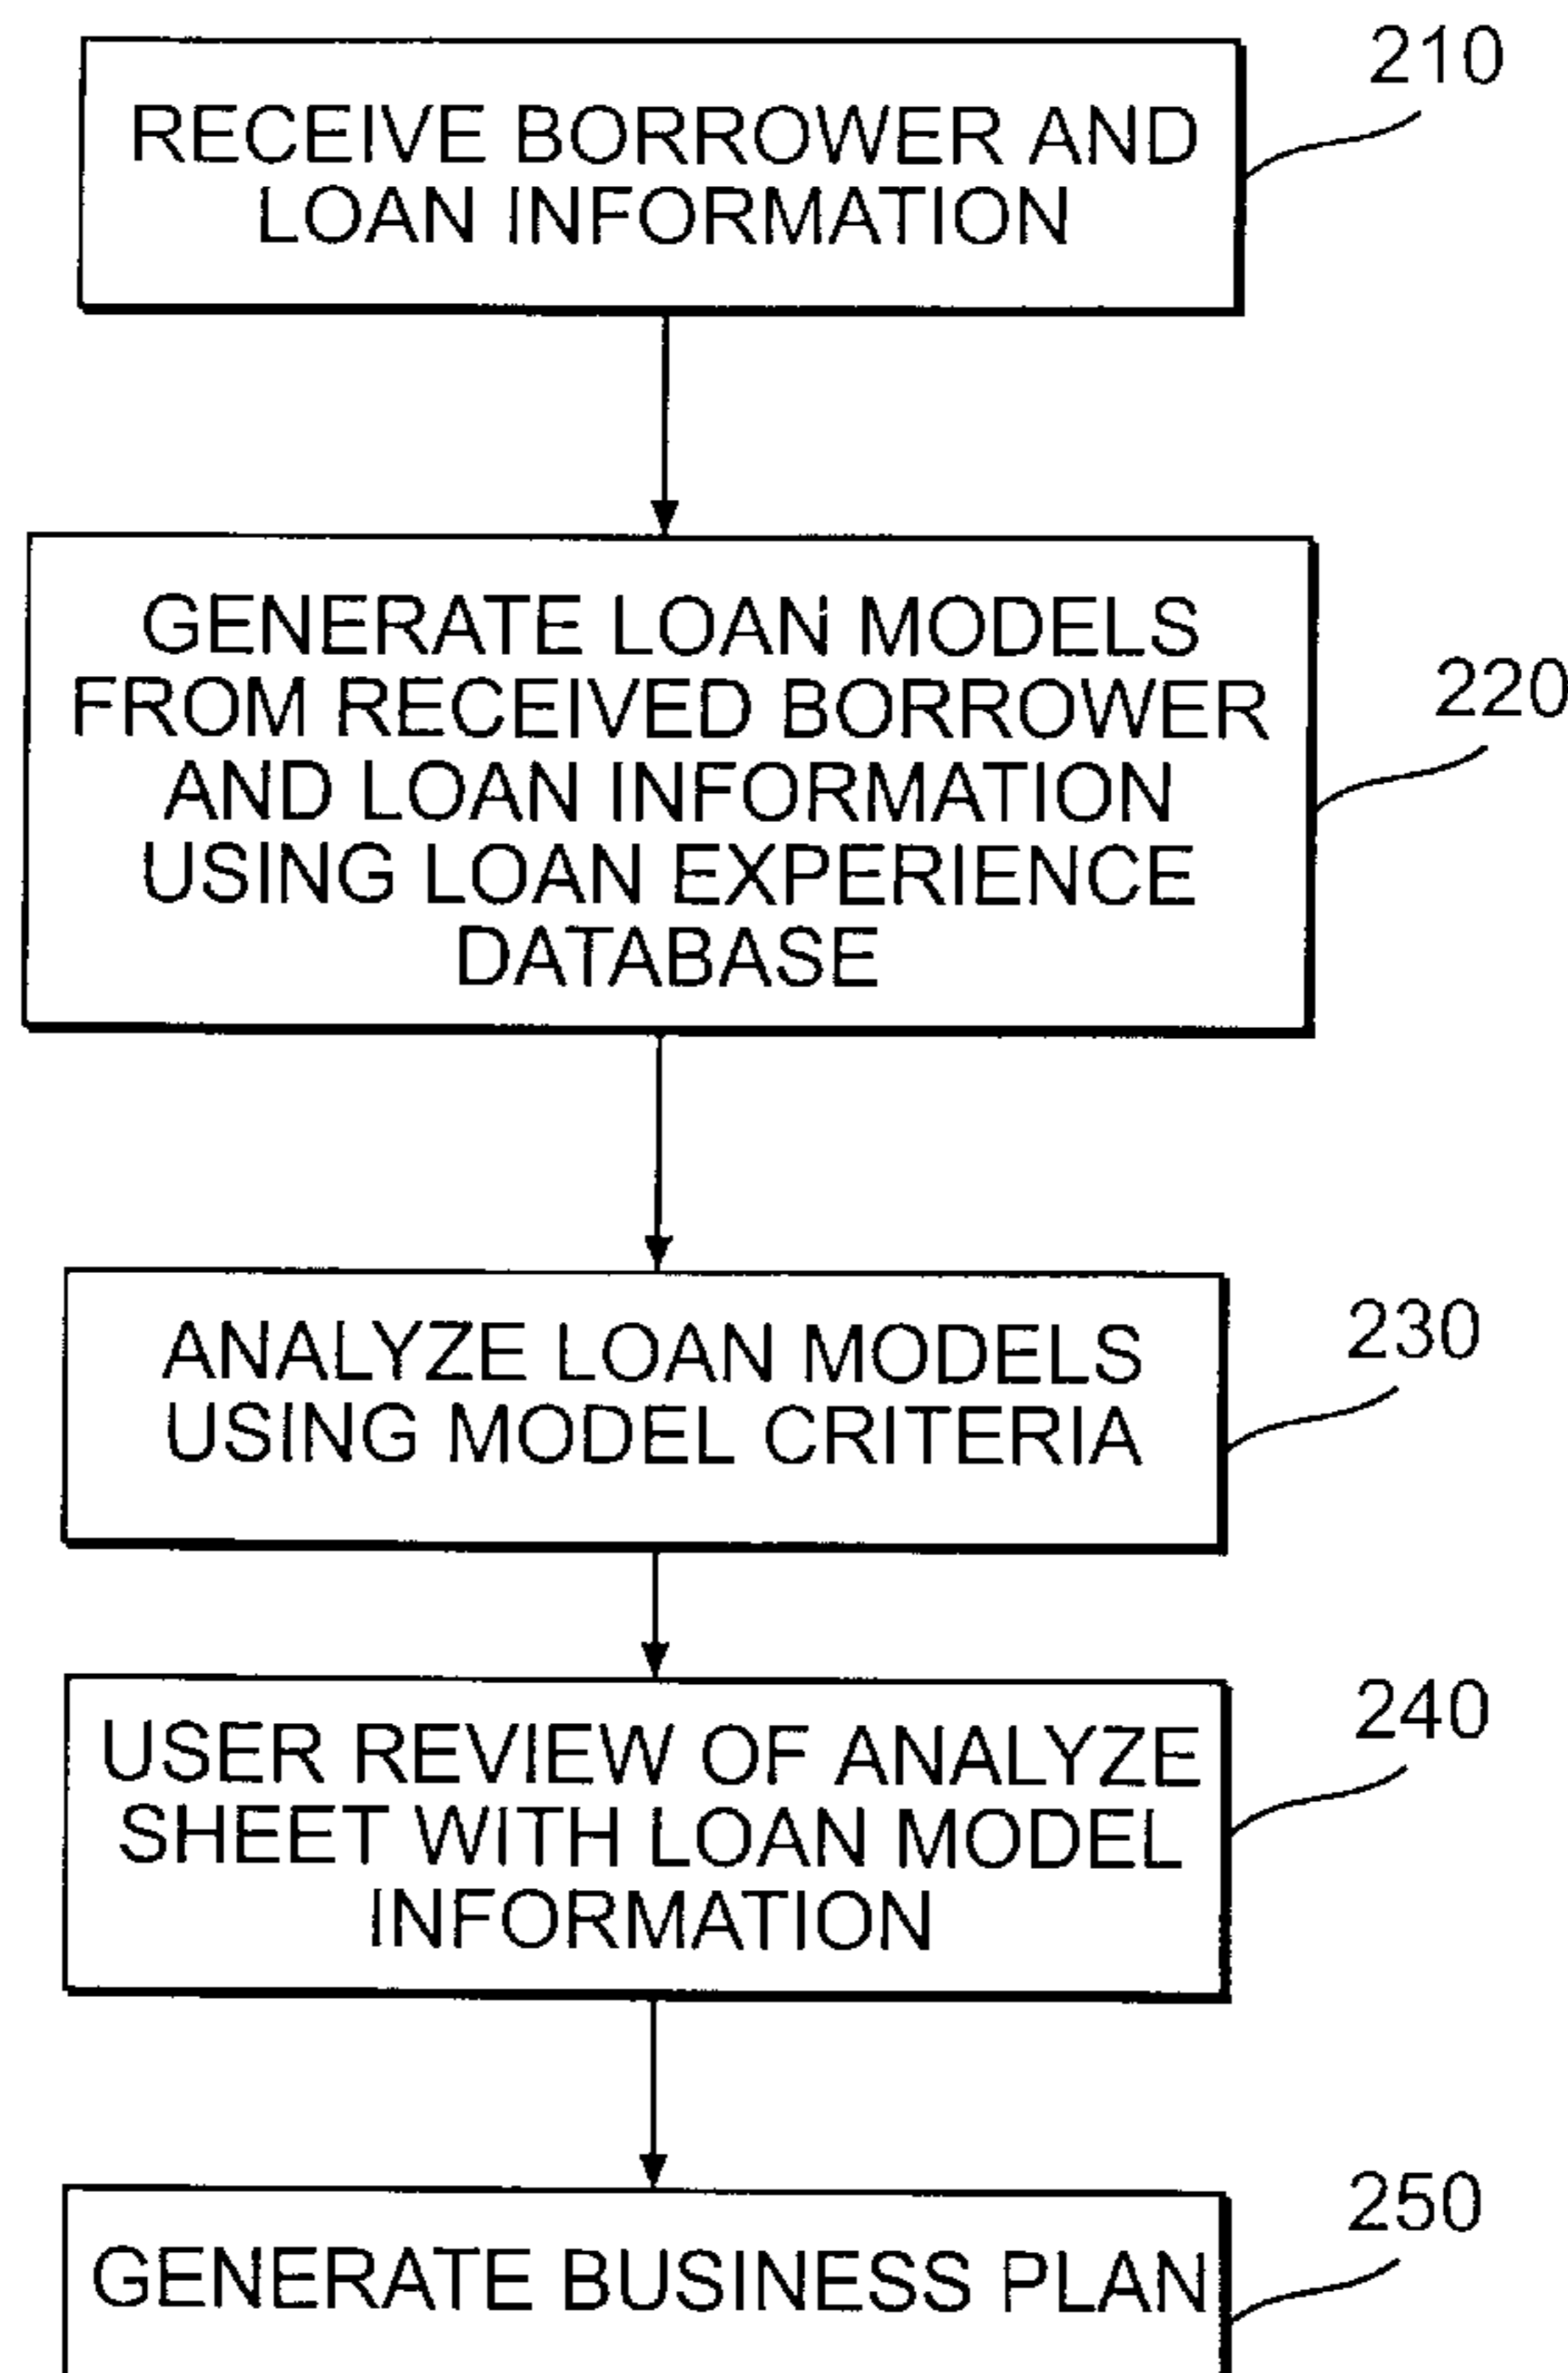 210
RECEIVE BORROWER AND
LOAN INFORMATION
GENERATE LOAN MODELS
FROM RECEIVED BORROWER
AND LOAN INFORMATION
USING LOAN EXPERIENCE
DATABASE
220
ANALYZE LOAN MODELS
USING MODEL CRITERIA
230
USER REVIEW OF ANALYZE
SHEET WITH LOAN MODEL
INFORMATION
240
GENERATE BUSINESS PLAN
250